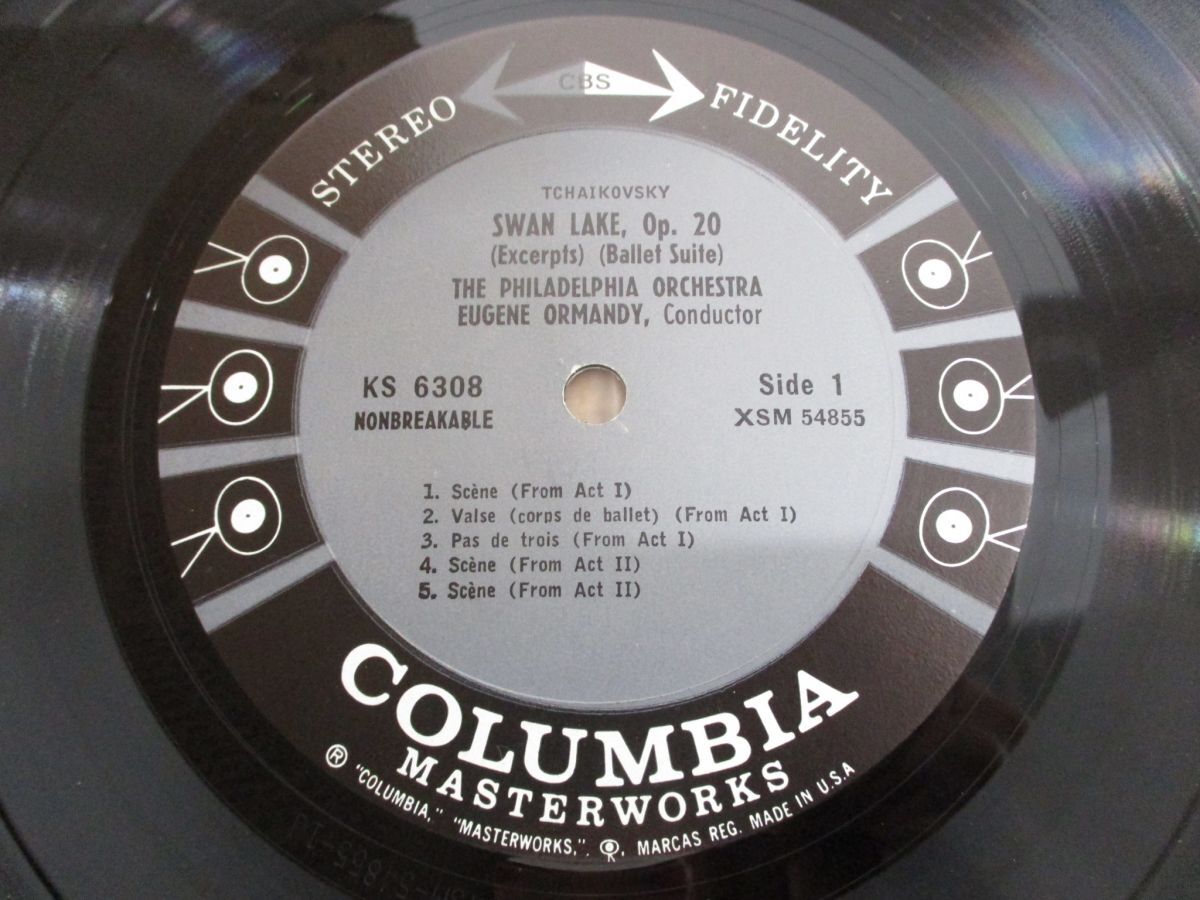 CBS
STEREO FIDELITY
TCHAIKOVSKY
SWAN LAKE, Op. 20
(Excerpts) (Ballet Suite)
THE PHILADELPHIA ORCHESTRA
EUGENE ORMANDY, Conductor
KS 6308
NONBREAKABLE
Side 1
XSM 54855
1. Scène (From Act I)
2. Valse (corps de ballet) (From Act I)
3. Pas de trois (From Act I)
4. Scène (From Act II)
5. Scène (From Act II)
COLUMBIA
MASTERWORKS
® "COLUMBIA," "MASTERWORKS,", MARCAS REG. MADE IN U.S.A